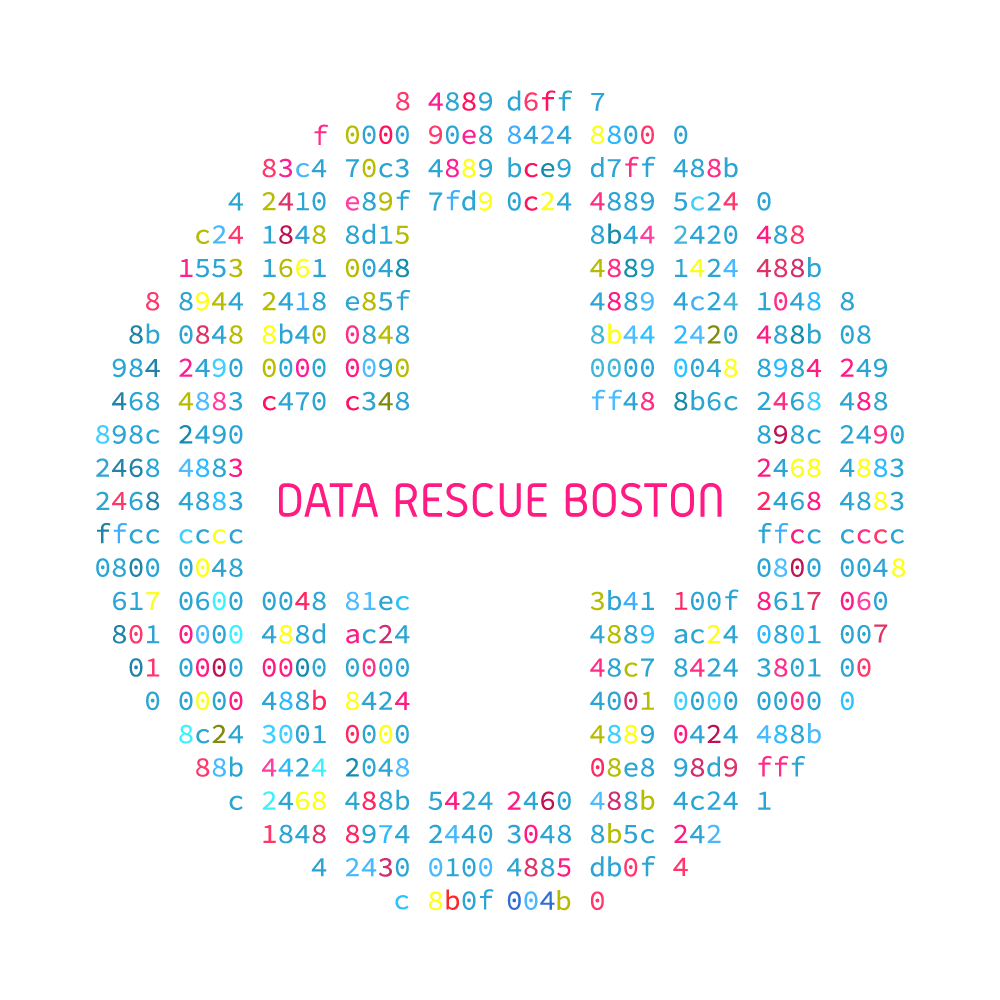 8 4889 d6ff 7
f 0000 90e8 8424 8800 0
83c4 70c3 4889 bce9 d7ff 488b
4 2410 e89f 7fd9 0c24 4889 5c24 0
c24 1848 8d15 8b44 2420 488
1553 1661 0048 4889 1424 488b
8 8944 2418 e85f 4889 4c24 1048 8
8b 0848 8b40 0848 8b44 2420 488b 08
984 2490 0000 0090 0000 0048 8984 249
468 4883 c470 c348 ff48 8b6c 2468 488
898c 2490 898c 2490
2468 4883 2468 4883
2468 4883 DATA RESCUE BOSTON 2468 4883
ffcc cccc ffcc cccc
0800 0048 0800 0048
617 0600 0048 81ec 3b41 100f 8617 060
801 0000 488d ac24 4889 ac24 0801 007
01 0000 0000 0000 48c7 8424 3801 00
0 0000 488b 8424 4001 0000 0000 0
8c24 3001 0000 4889 0424 488b
88b 4424 2048 08e8 98d9 fff
c 2468 488b 5424 2460 488b 4c24 1
1848 8974 2440 3048 8b5c 242
4 2430 0100 4885 db0f 4
c 8b0f 004b 0